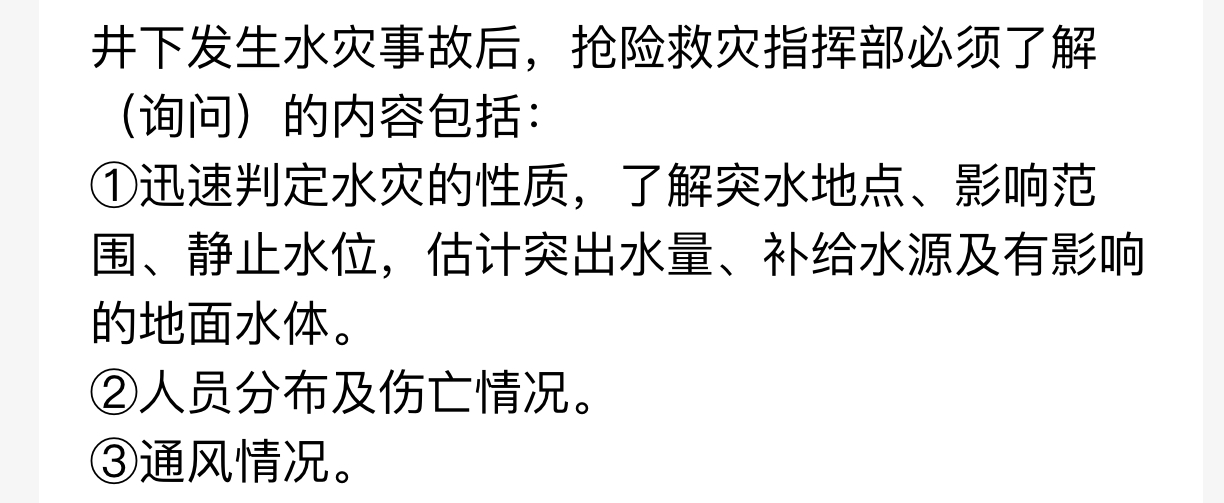 井下发生水灾事故后，抢险救灾指挥部必须了解
（询问）的内容包括：
①迅速判定水灾的性质，了解突水地点、影响范
围、静止水位，估计突出水量、补给水源及有影响
的地面水体。
②人员分布及伤亡情况。
③通风情况。